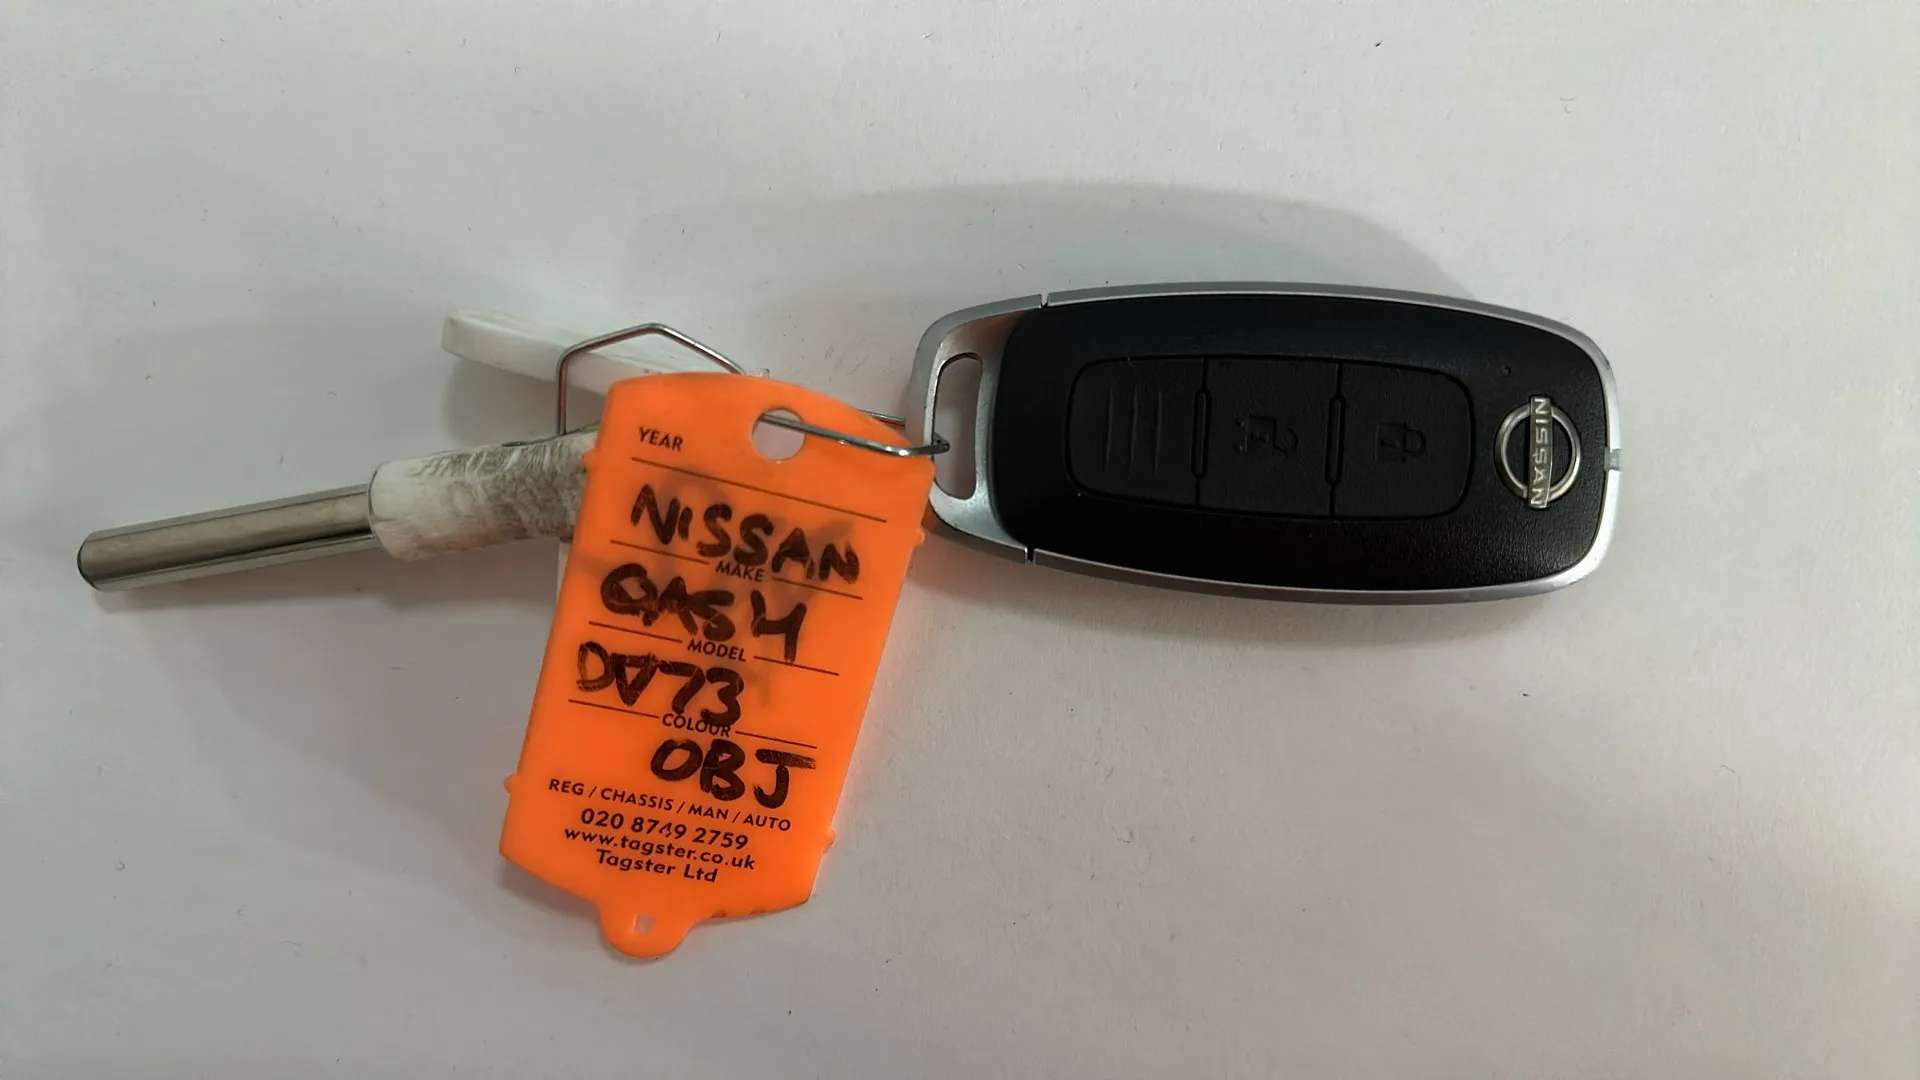 YEAR
NISSAN
MAKE
QASH
MODEL
DV73
COLOUR
OBJ
REG / CHASSIS / MAN / AUTO
020 8749 2759
www.tagster.co.uk
Tagster Ltd
NISSAN